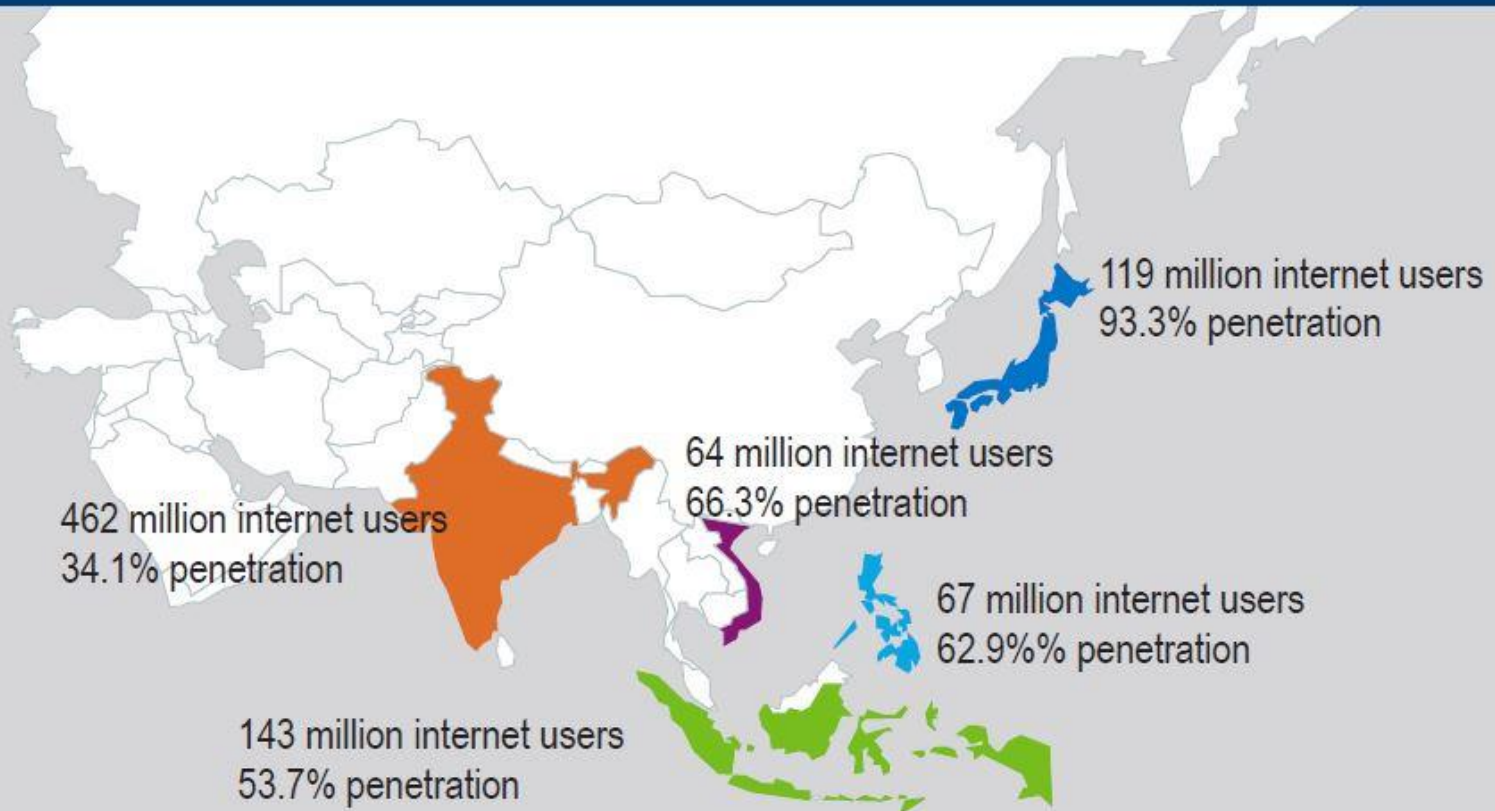 119 million internet users
93.3% penetration
64 million internet users
66.3% penetration
462 million internet users
34.1% penetration
67 million internet users
62.9%% penetration
143 million internet users
53.7% penetration